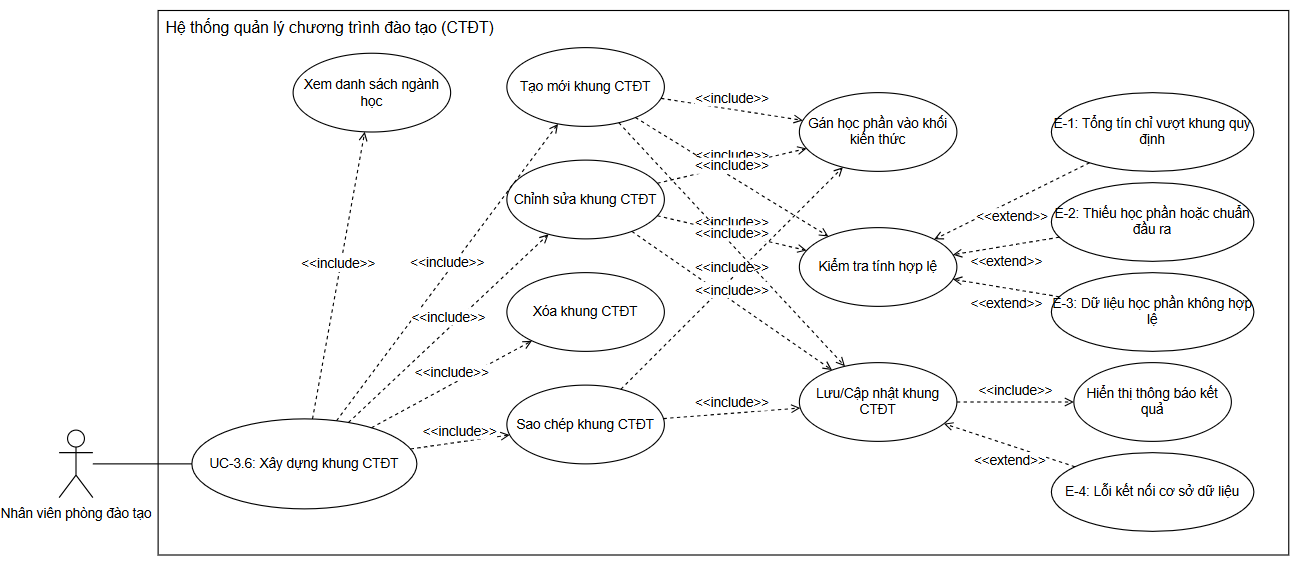 Hệ thống quản lý chương trình đào tạo (CTĐT)
Xem danh sách ngành
học
Tạo mới khung CTĐT
<<include>>
Gán học phần vào khối
kiến thức
E-1: Tổng tín chỉ vượt khung quy
định
<<include>>
<<include>>
Chỉnh sửa khung CTĐT
<<extend>>
E-2: Thiếu học phần hoặc chuẩn
đầu ra
<<include>>
<<include>>
<<include>>
<<include>>
<<include>>
Kiểm tra tính hợp lệ
<<extend>>
<<include>>
<<extend>>
E-3: Dữ liệu học phần không hợp
lệ
<<include>>
Xóa khung CTĐT
<<include>>
<<include>>
Lưu/Cập nhật khung
CTĐT
<<include>>
Hiển thị thông báo kết
quả
<<include>>
Sao chép khung CTĐT
UC-3.6: Xây dựng khung CTĐT
<<extend>>
E-4: Lỗi kết nối cơ sở dữ liệu
Nhân viên phòng đào tạo